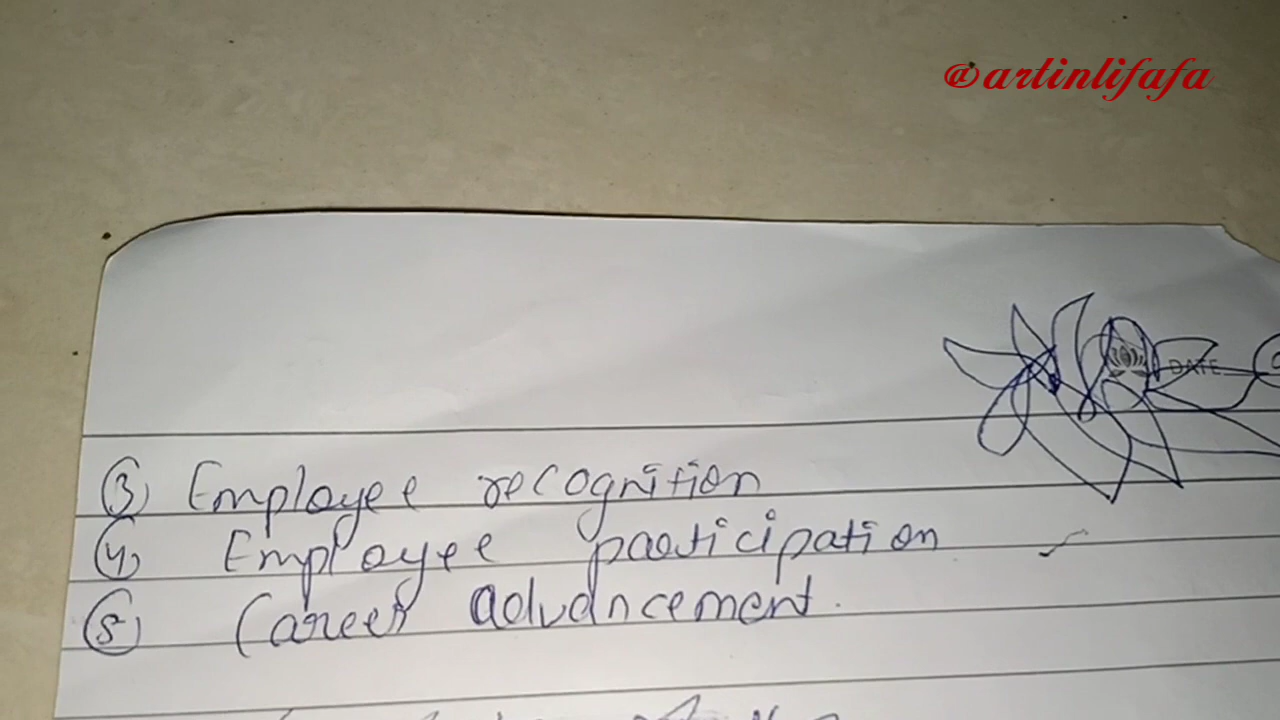 @artinlifafa
DATE
(3) Employee recognition
(4) Employee participation
(5) Career advancement.